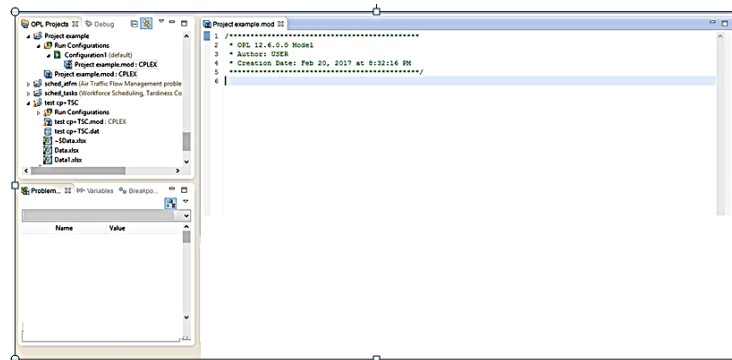 OPL Projects Debug
Project example
Run Configurations
Configuration1 (default)
Project example.mod : CPLEX
Project example.mod : CPLEX
sched_atfm (Air Traffic Flow Management proble
sched_tasks (Workforce Scheduling, Tardiness Co
test cp+TSC
Run Configurations
test cp+TSC.mod : CPLEX
test cp+TSC.dat
~$Data.xlsx
Data.xlsx
Data1.xlsx
Problem... Variables Breakpo...
Name Value
Project example.mod
1 /*********************************************
2 * OPL 12.6.0.0 Model
3 * Author: USER
4 * Creation Date: Feb 20, 2017 at 8:32:16 PM
5 *********************************************/
6